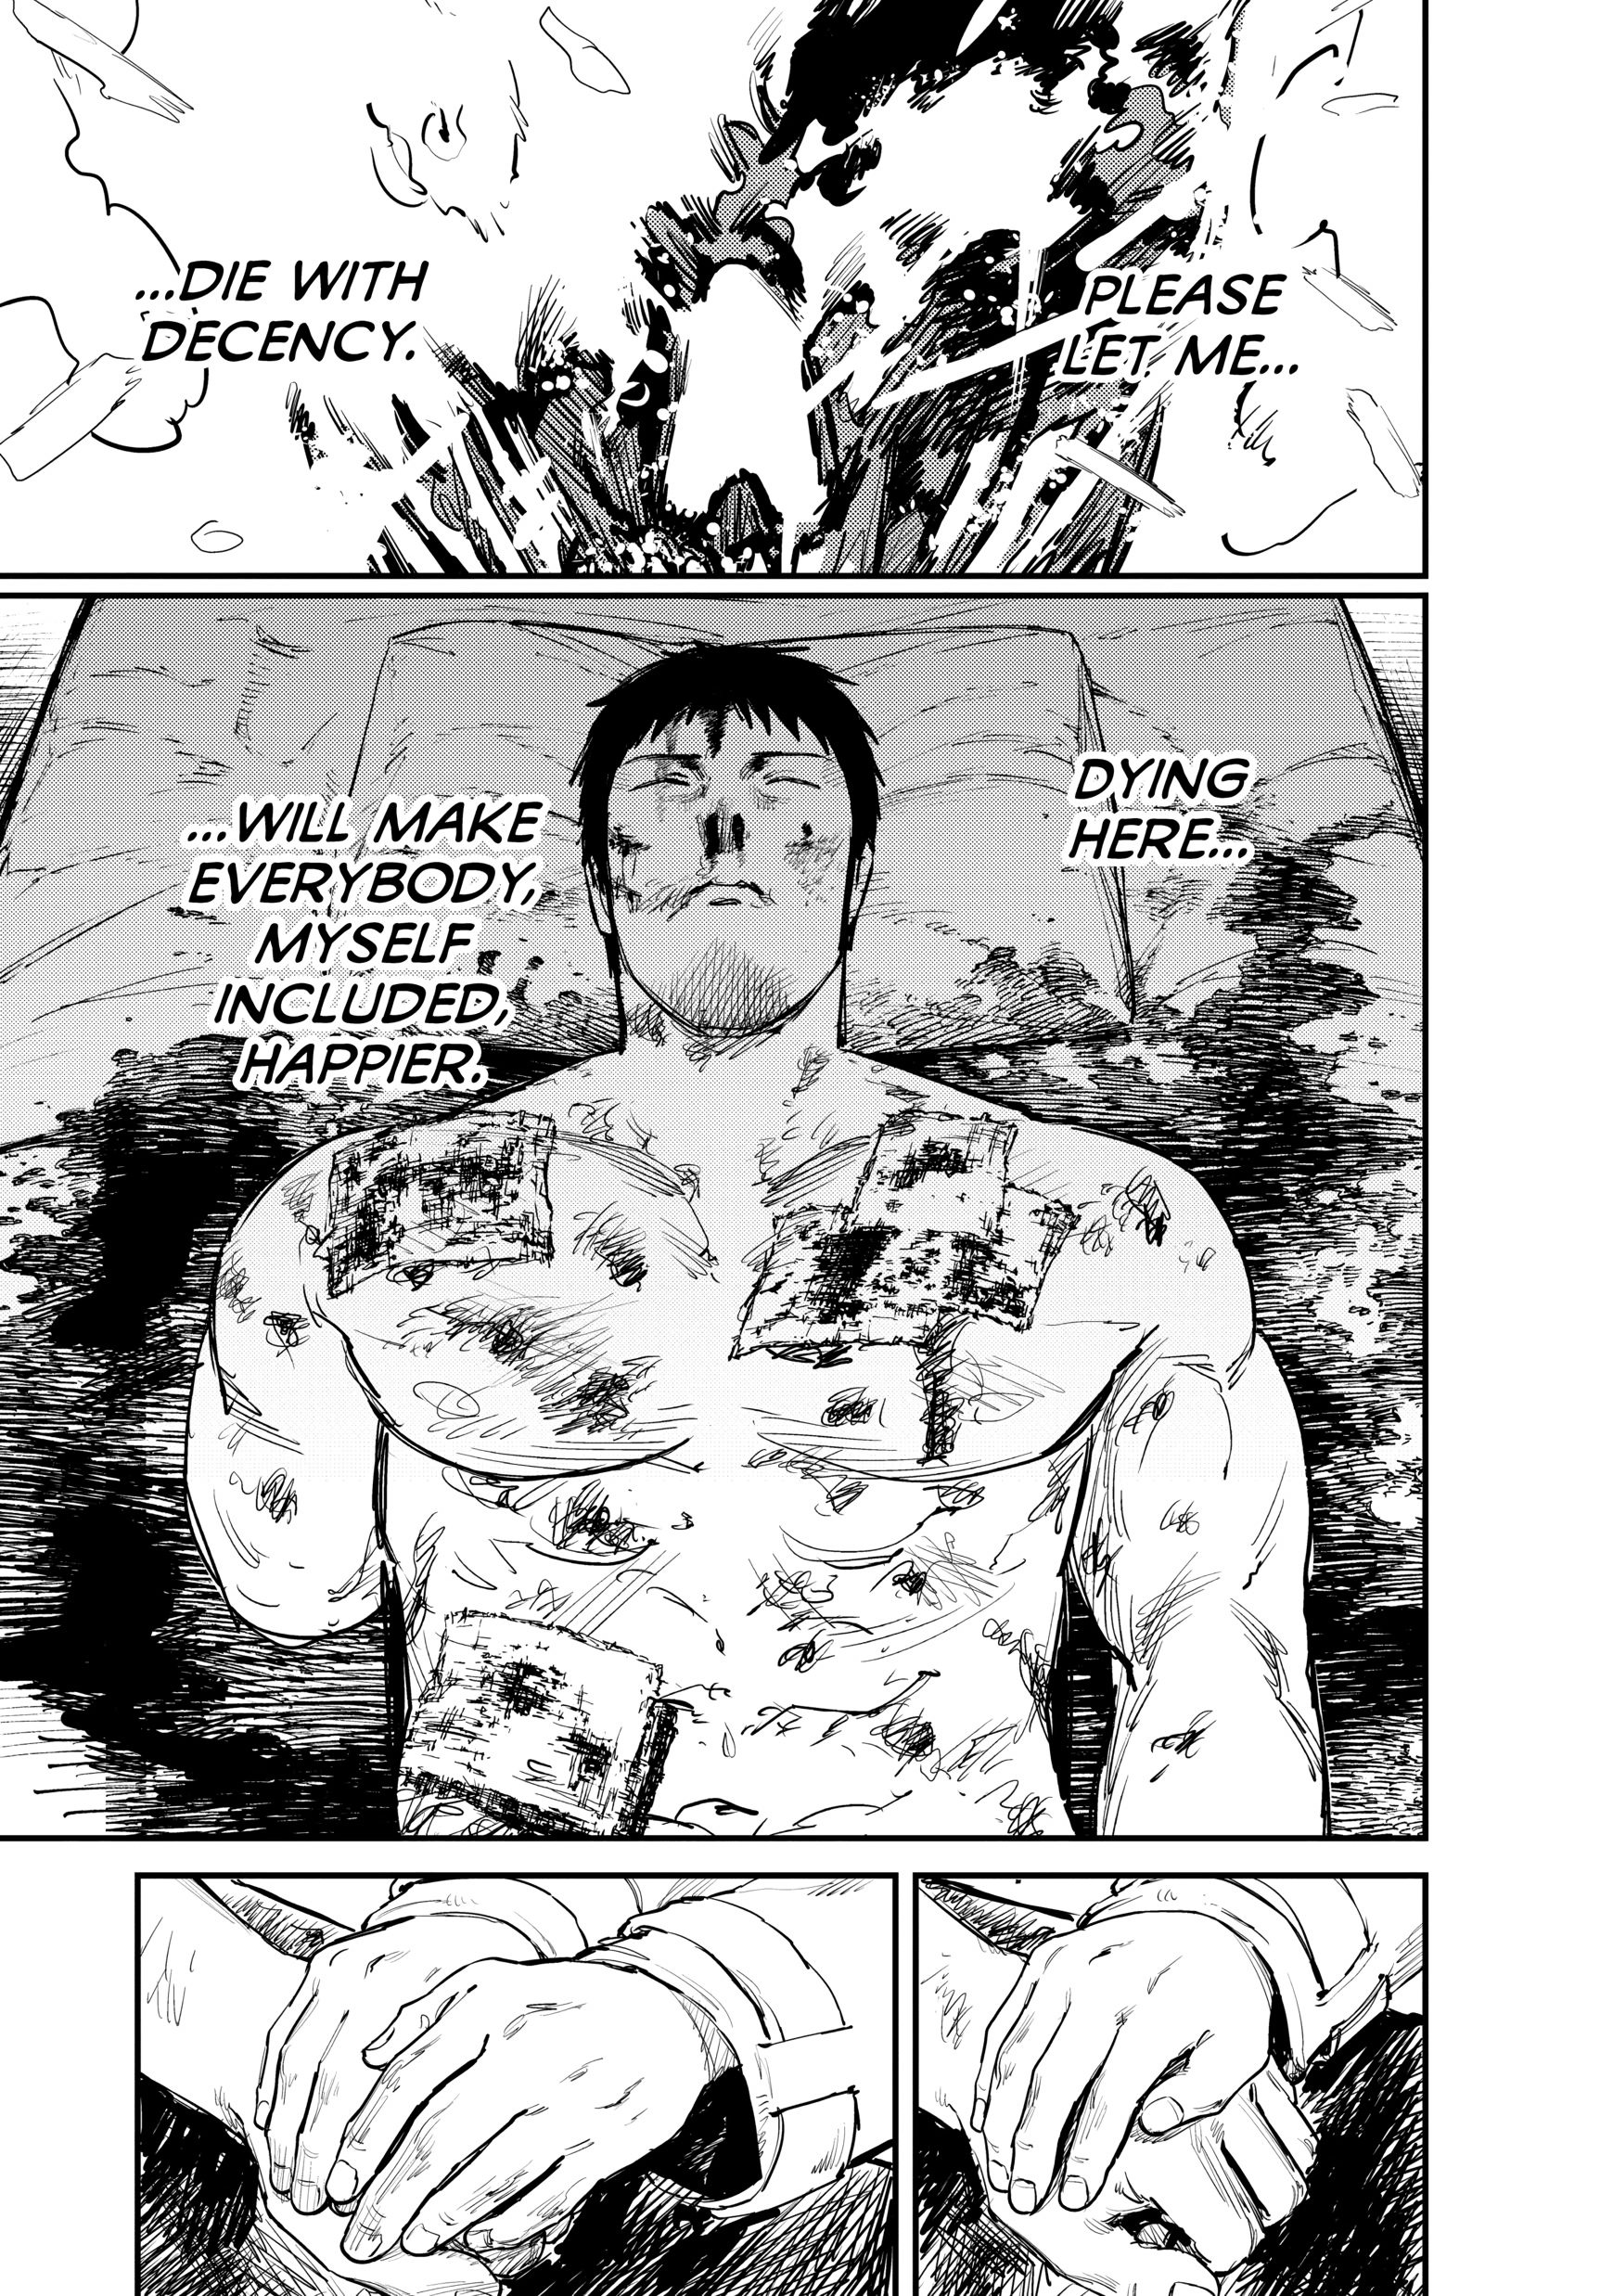 PLEASE
LET ME...
...DIE WITH
DECENCY.
DYING
HERE...
...WILL MAKE
EVERYBODY,
MYSELF
INCLUDED,
HAPPIER.